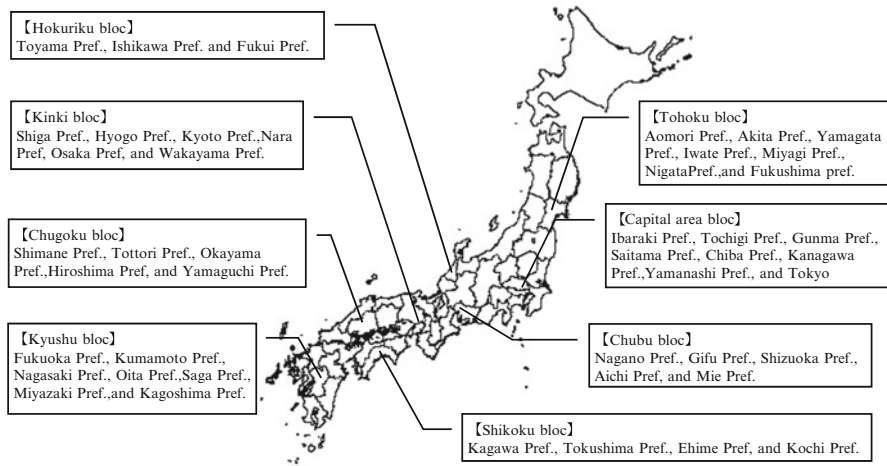 【Hokuriku bloc】
Toyama Pref., Ishikawa Pref. and Fukui Pref.
【Kinki bloc】
Shiga Pref., Hyogo Pref., Kyoto Pref.,Nara
Pref, Osaka Pref, and Wakayama Pref.
【Chugoku bloc】
Shimane Pref., Tottori Pref., Okayama
Pref.,Hiroshima Pref, and Yamaguchi Pref.
【Kyushu bloc】
Fukuoka Pref., Kumamoto Pref.,
Nagasaki Pref., Oita Pref.,Saga Pref.,
Miyazaki Pref.,and Kagoshima Pref.
【Tohoku bloc】
Aomori Pref., Akita Pref., Yamagata
Pref., Iwate Pref., Miyagi Pref.,
NigataPref.,and Fukushima pref.
【Capital area bloc】
Ibaraki Pref., Tochigi Pref., Gunma Pref.,
Saitama Pref., Chiba Pref., Kanagawa
Pref.,Yamanashi Pref., and Tokyo
【Chubu bloc】
Nagano Pref., Gifu Pref., Shizuoka Pref.,
Aichi Pref, and Mie Pref.
【Shikoku bloc】
Kagawa Pref., Tokushima Pref., Ehime Pref, and Kochi Pref.